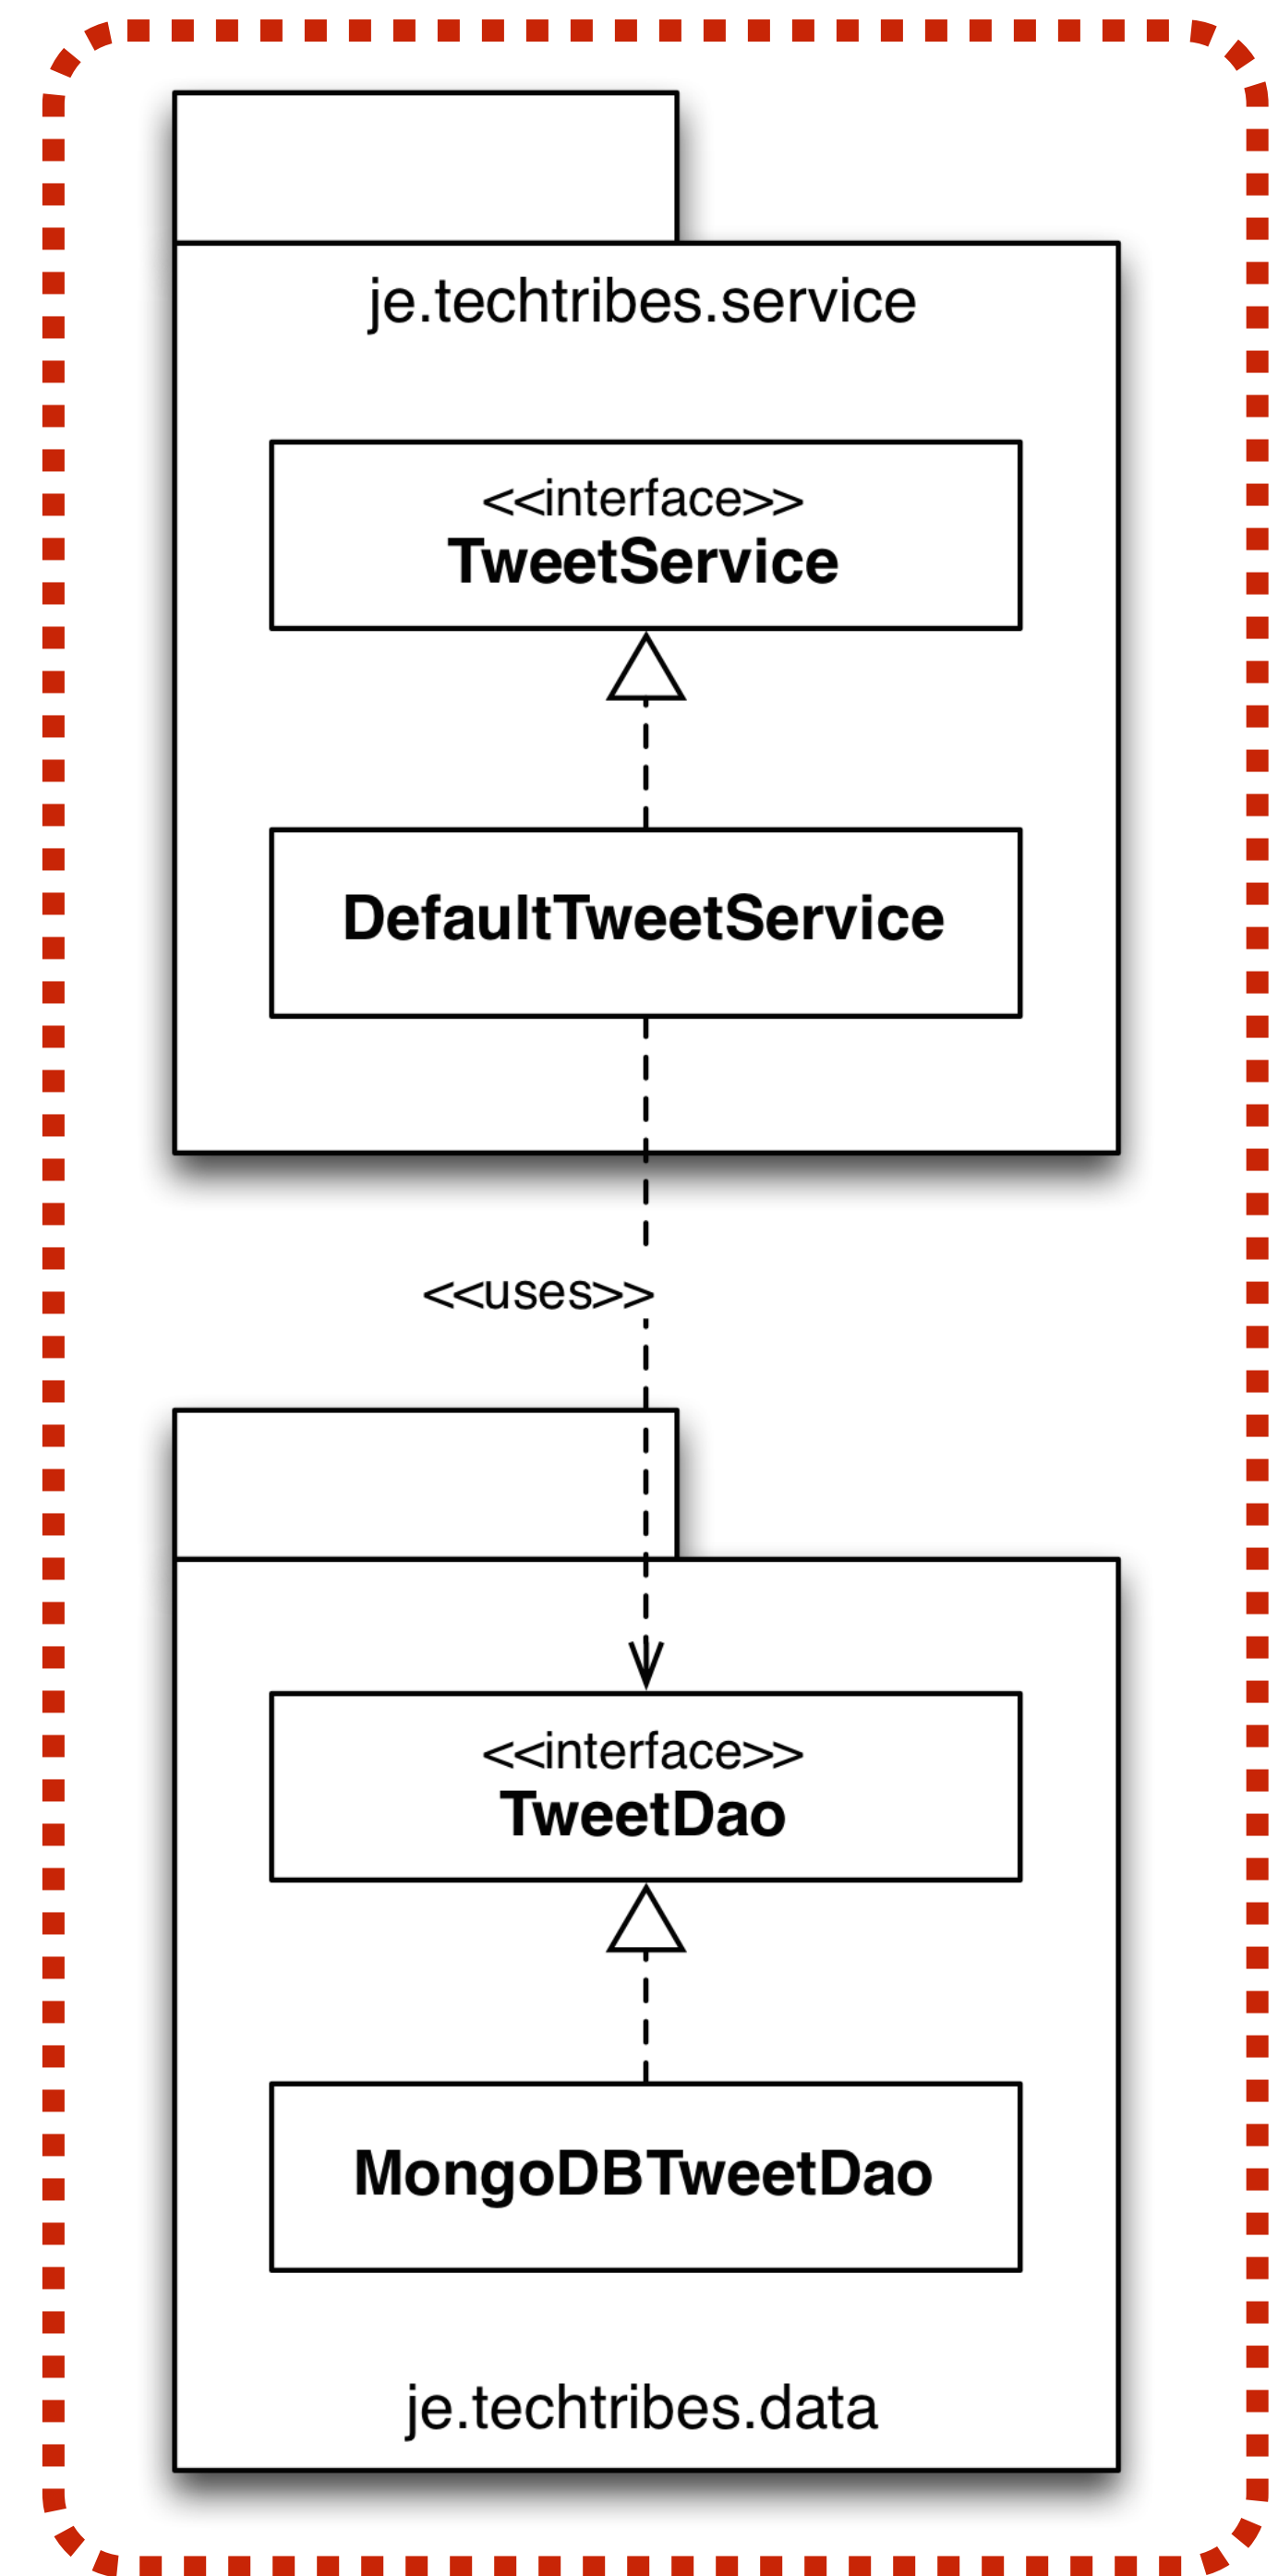 je.techtribes.service
<<interface>>
TweetService
DefaultTweetService
<<uses>>
<<interface>>
TweetDao
MongoDBTweetDao
je.techtribes.data